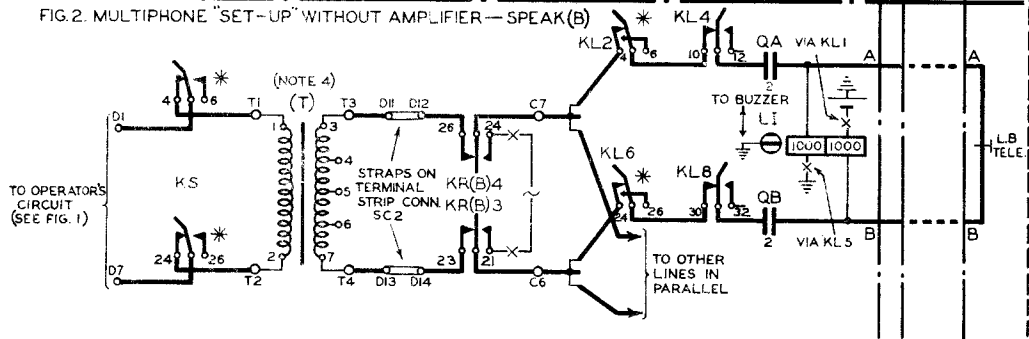 FIG.2. MULTIPHONE "SET-UP" WITHOUT AMPLIFIER — SPEAK(B)
KL2
*
4
6
KL4
10
12
QA
2
VIA KL1
A
A
TO BUZZER
LI
1000
1000
L.B
TELE.
VIA KL5
KL6
*
24
26
KL8
30
32
QB
2
B
B
TO OTHER
LINES IN
PARALLEL
*
4
6
D1
T1
(NOTE 4)
(T)
1
2
T3
3
4
5
6
7
D11
D12
STRAPS ON
TERMINAL
STRIP CONN.
SC2
26
24
KR(B)4
KR(B)3
23
21
C7
C6
TO OPERATOR'S
CIRCUIT
(SEE FIG. 1)
KS
*
24
26
D7
T2
T4
D13
D14